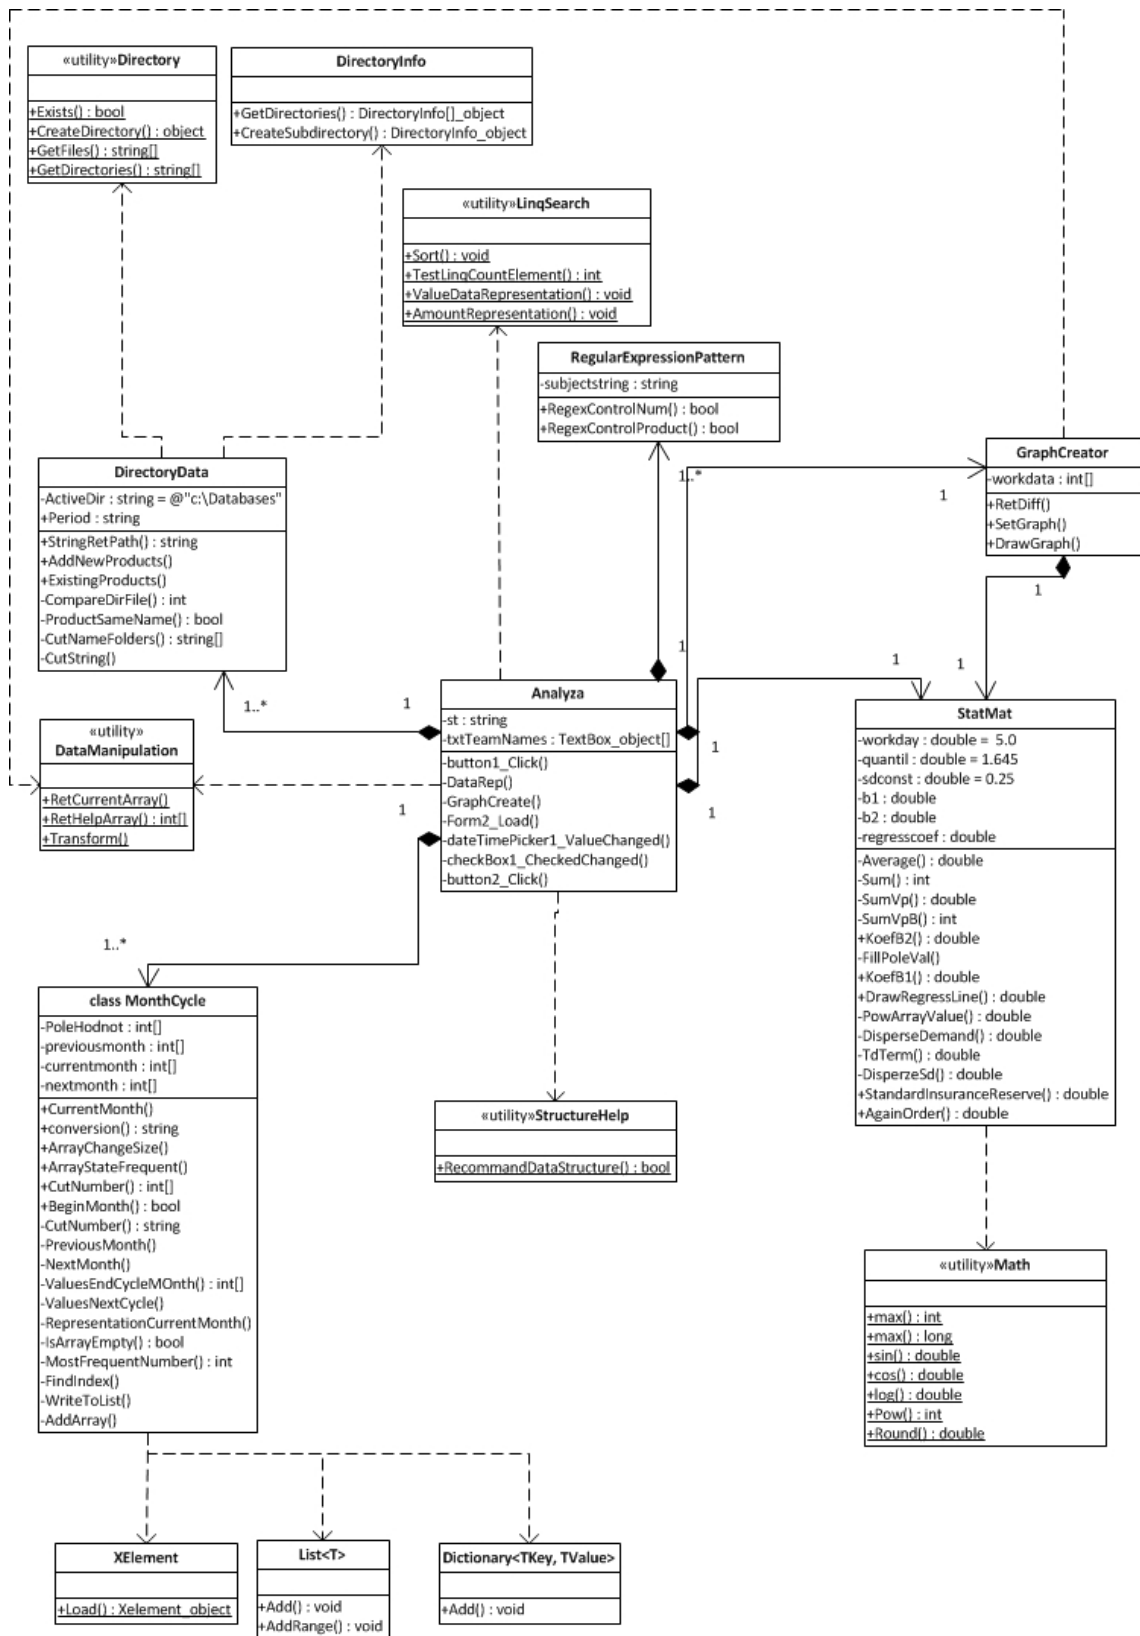 «utility»Directory
+Exists() : bool
+CreateDirectory() : object
+GetFiles() : string[]
+GetDirectories() : string[]
DirectoryInfo
+GetDirectories() : DirectoryInfo[]_object
+CreateSubdirectory() : DirectoryInfo_object
«utility»LinqSearch
+Sort() : void
+TestLinqCountElement() : int
+ValueDataRepresentation() : void
+AmountRepresentation() : void
RegularExpressionPattern
-subjectstring : string
+RegexControlNum() : bool
+RegexControlProduct() : bool
GraphCreator
-workdata : int[]
+RetDiff()
+SetGraph()
+DrawGraph()
DirectoryData
-ActiveDir : string = @"c:\Databases"
+Period : string
+StringRetPath() : string
+AddNewProducts()
+ExistingProducts()
-CompareDirFile() : int
-ProductSameName() : bool
-CutNameFolders() : string[]
-CutString()
1..*
1
1
1
1
1
1..*
1
1
1
1
1..*
Analyza
-st : string
-txtTeamNames : TextBox_object[]
-button1_Click()
-DataRep()
-GraphCreate()
-Form2_Load()
-dateTimePicker1_ValueChanged()
-checkBox1_CheckedChanged()
-button2_Click()
«utility»
DataManipulation
+RetCurrentArray()
+RetHelpArray() : int[]
+Transform()
StatMat
-workday : double = 5.0
-quantil : double = 1.645
-sdconst : double = 0.25
-b1 : double
-b2 : double
-regresscoef : double
-Average() : double
-Sum() : int
-SumVp() : double
-SumVpB() : int
+KoefB2() : double
-FillPoleVal()
+KoefB1() : double
+DrawRegressLine() : double
-PowArrayValue() : double
-DisperseDemand() : double
-TdTerm() : double
-DisperzeSd() : double
+StandardInsuranceReserve() : double
+AgainOrder() : double
class MonthCycle
-PoleHodnot : int[]
-previousmonth : int[]
-currentmonth : int[]
-nextmonth : int[]
+CurrentMonth()
+conversion() : string
+ArrayChangeSize()
+ArrayStateFrequent()
+CutNumber() : int[]
+BeginMonth() : bool
-CutNumber() : string
-PreviousMonth()
-NextMonth()
-ValuesEndCycleMOnth() : int[]
-ValuesNextCycle()
-RepresentationCurrentMonth()
-IsArrayEmpty() : bool
-MostFrequentNumber() : int
-FindIndex()
-WriteToList()
-AddArray()
«utility»StructureHelp
+RecommandDataStructure() : bool
«utility»Math
+max() : int
+max() : long
+sin() : double
+cos() : double
+log() : double
+Pow() : int
+Round() : double
XElement
+Load() : Xelement_object
List<T>
+Add() : void
+AddRange() : void
Dictionary<TKey, TValue>
+Add() : void